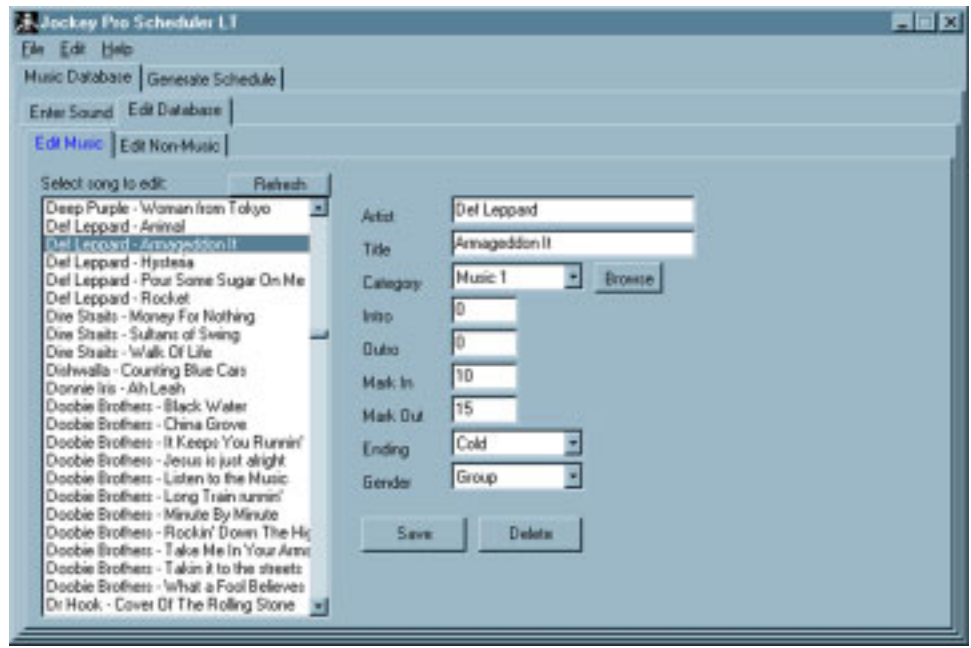 Jockey Pro Scheduler LT
File Edit Help
Music Database Generate Schedule
Enter Sound Edit Database
Edit Music Edit Non-Music
Select song to edit: Refresh
Deep Purple - Woman from Tokyo
Def Leppard - Animal
Def Leppard - Armageddon It
Def Leppard - Hysteria
Def Leppard - Pour Some Sugar On Me
Def Leppard - Rocket
Dire Straits - Money For Nothing
Dire Straits - Sultans of Swing
Dire Straits - Walk Of Life
Dishwalla - Counting Blue Cars
Donnie Iris - Ah Leah
Doobie Brothers - Black Water
Doobie Brothers - China Grove
Doobie Brothers - It Keeps You Runnin'
Doobie Brothers - Jesus is just alright
Doobie Brothers - Listen to the Music
Doobie Brothers - Long Train runnin'
Doobie Brothers - Minute By Minute
Doobie Brothers - Rockin' Down The Hig
Doobie Brothers - Take Me In Your Arms
Doobie Brothers - Takin it to the streets
Doobie Brothers - What a Fool Believes
Dr Hook - Cover Of The Rolling Stone
Artist Def Leppard
Title Armageddon It
Category Music 1 Browse
Intro 0
Outro 0
Mark In 10
Mark Out 15
Ending Cold
Gender Group
Save Delete